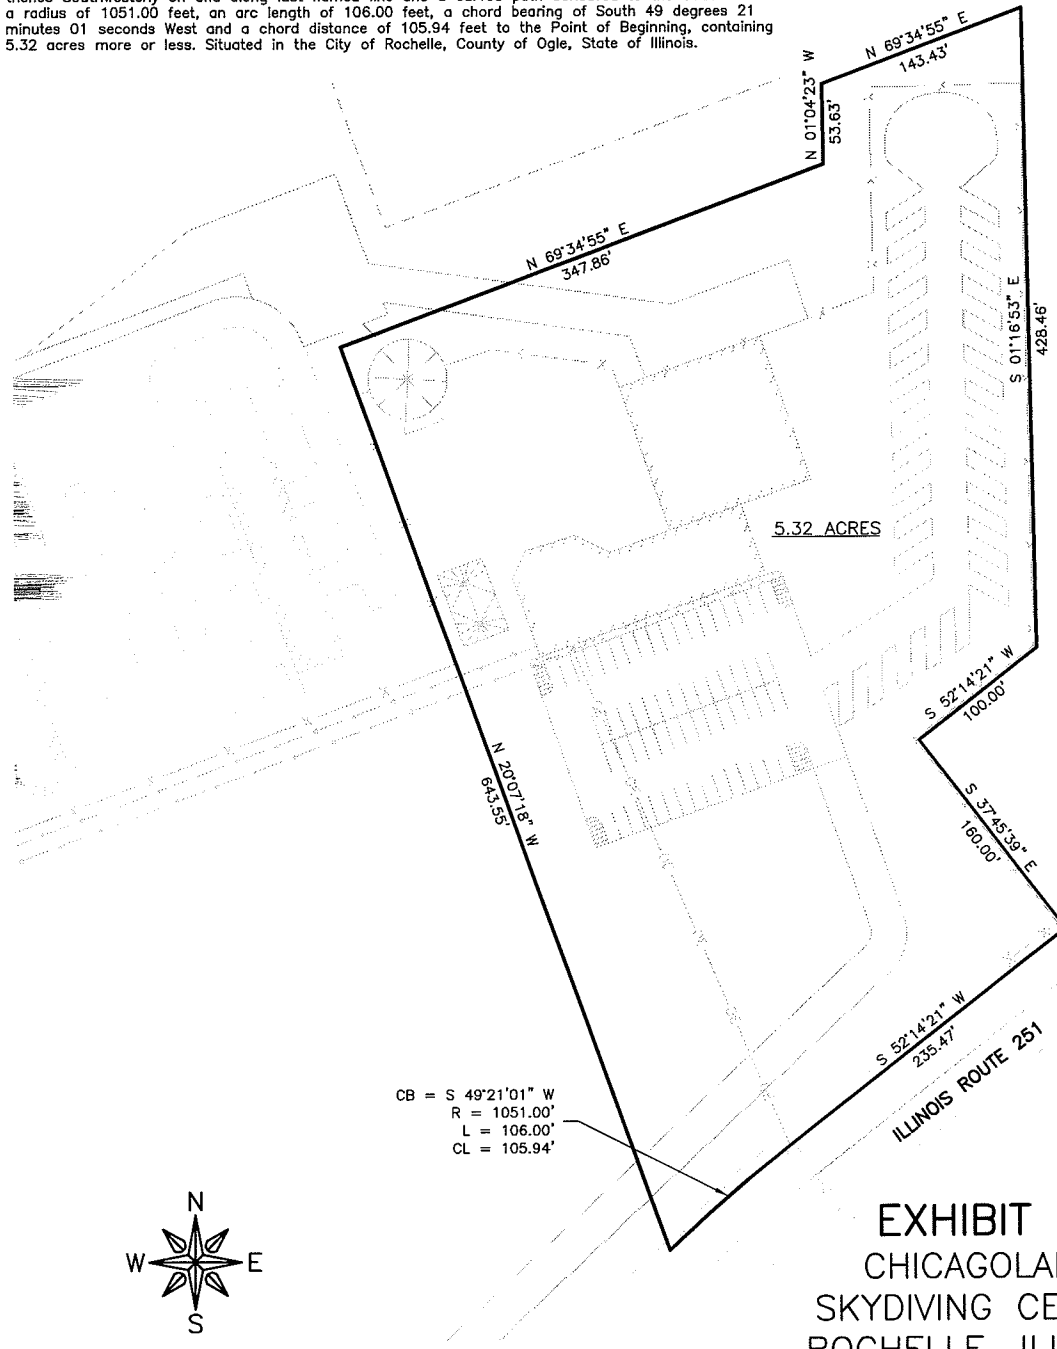 a radius of 1051.00 feet, an arc length of 106.00 feet, a chord bearing of South 49 degrees 21
minutes 01 seconds West and a chord distance of 105.94 feet to the Point of Beginning, containing
5.32 acres more or less. Situated in the City of Rochelle, County of Ogle, State of Illinois.
N 69°34'55" E
143.43'
N 01°04'23" W
53.63'
N 69°34'55" E
347.86'
S 01°16'53" E
428.46'
5.32 ACRES
S 52°14'21" W
100.00'
N 20°07'18" W
643.55'
S 37°45'39" E
160.00'
S 52°14'21" W
235.47'
ILLINOIS ROUTE 251
CB = S 49°21'01" W
R = 1051.00'
L = 106.00'
CL = 105.94'
N
W
E
S
EXHIBIT
CHICAGOLA
SKYDIVING CE
ROCHELLE, ILL